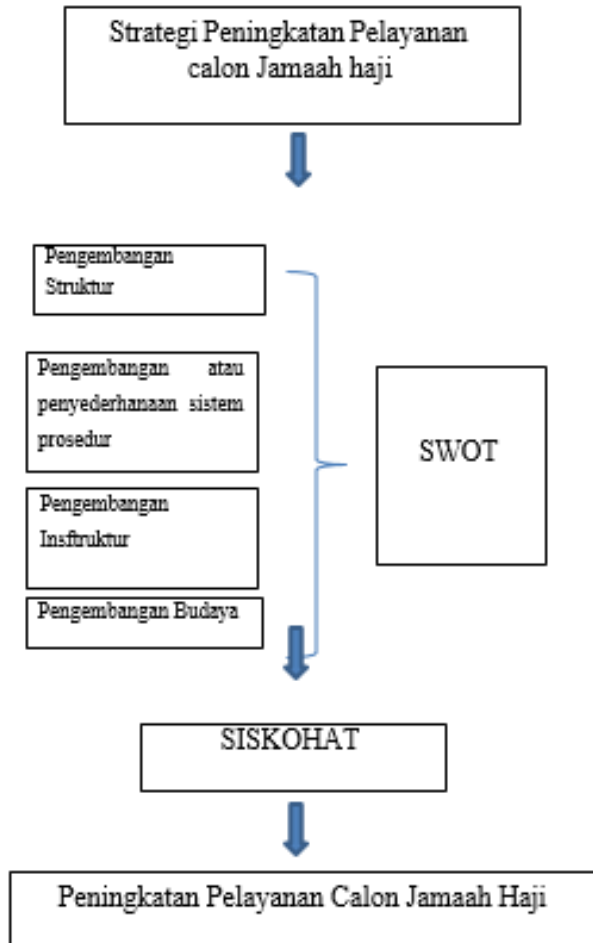 Strategi Peningkatan Pelayanan
calon Jamaah haji
Pengembangan
Struktur
Pengembangan atau
penyederhanaan sistem
prosedur
SWOT
Pengembangan
Insftruktur
Pengembangan Budaya
SISKOHAT
Peningkatan Pelayanan Calon Jamaah Haji